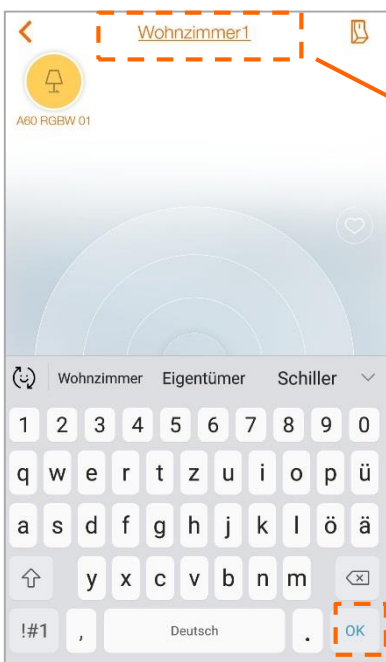 Wohnzimmer1
A60 RGBW 01
Wohnzimmer Eigentümer Schiller
1 2 3 4 5 6 7 8 9 0
q w e r t z u i o p ü
a s d f g h j k l ö ä
y x c v b n m
!#1 , Deutsch . OK